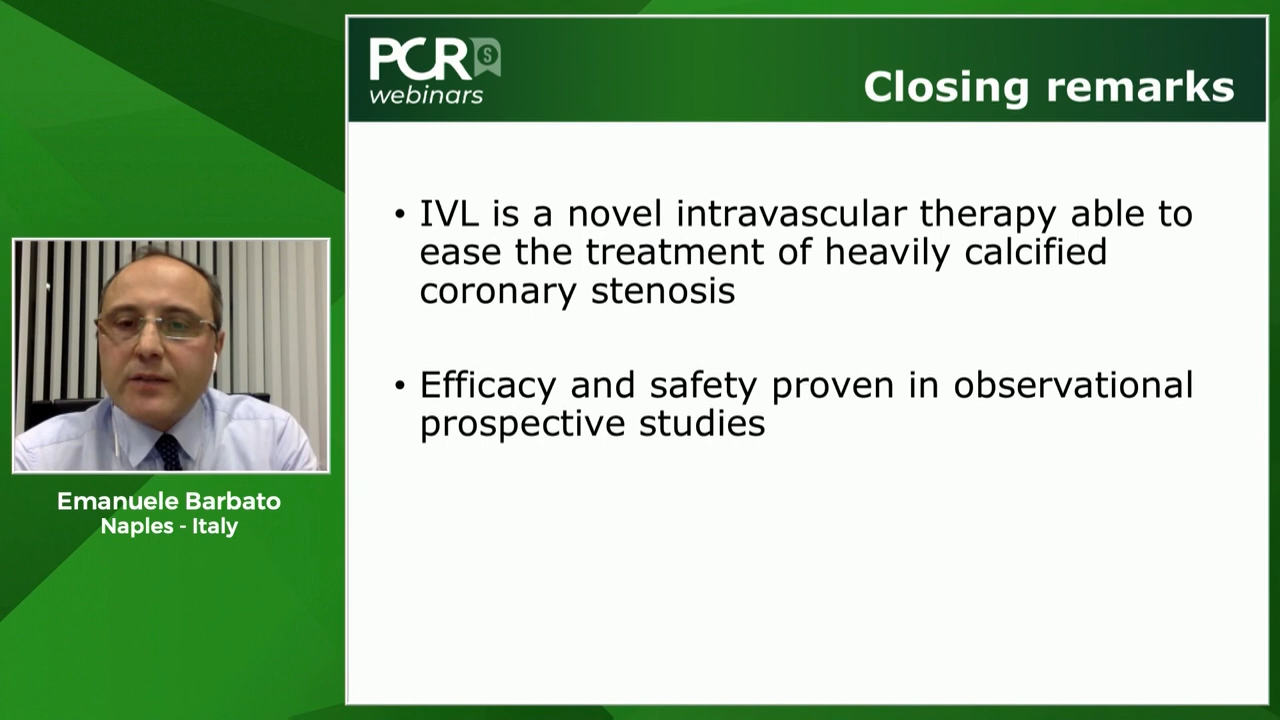 PCR S
webinars
Closing remarks
• IVL is a novel intravascular therapy able to
ease the treatment of heavily calcified
coronary stenosis
• Efficacy and safety proven in observational
prospective studies
Emanuele Barbato
Naples - Italy